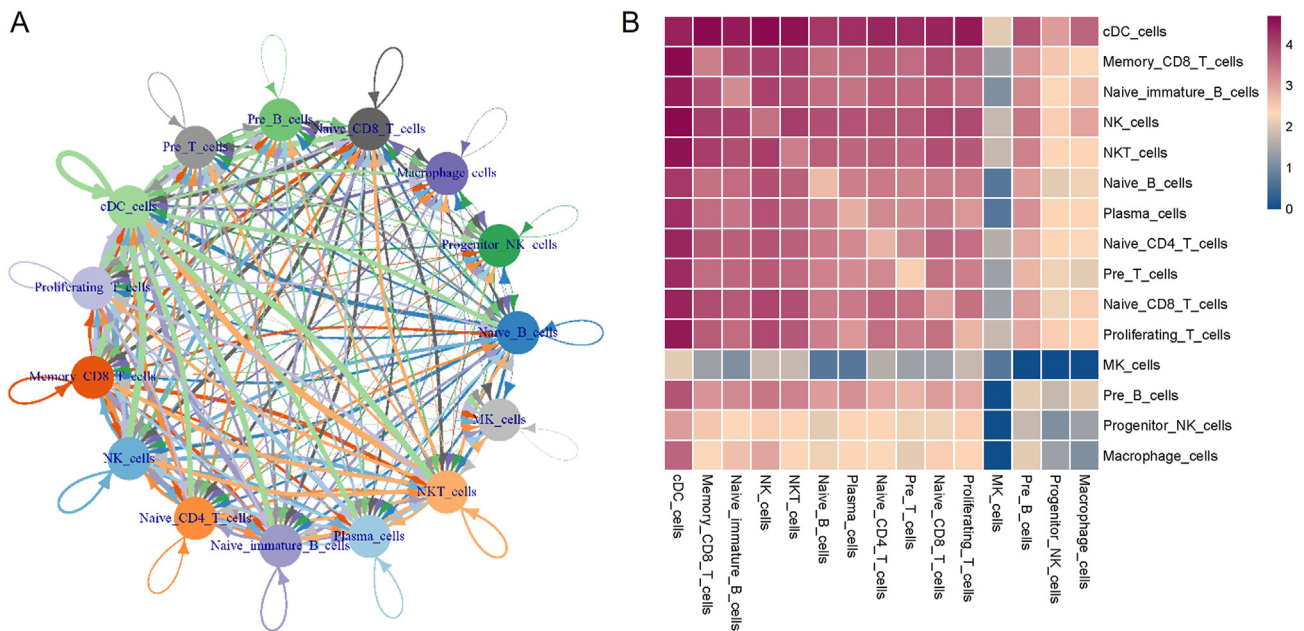 A
Pre_B_cells
Naive_CD8_T_cells
Pre_T_cells
Macrophage_cells
cDC_cells
Progenitor_NK_cells
Proliferating_T_cells
Naive_B_cells
Memory_CD8_T_cells
MK_cells
NK_cells
NKT_cells
Naive_CD4_T_cells
Plasma_cells
Naive_immature_B_cells
B
cDC_cells
Memory_CD8_T_cells
Naive_immature_B_cells
NK_cells
NKT_cells
Naive_B_cells
Plasma_cells
Naive_CD4_T_cells
Pre_T_cells
Naive_CD8_T_cells
Proliferating_T_cells
MK_cells
Pre_B_cells
Progenitor_NK_cells
Macrophage_cells
4
3
2
1
0
cDC_cells
Memory_CD8_T_cells
Naive_immature_B_cells
NK_cells
NKT_cells
Naive_B_cells
Plasma_cells
Naive_CD4_T_cells
Pre_T_cells
Naive_CD8_T_cells
Proliferating_T_cells
MK_cells
Pre_B_cells
Progenitor_NK_cells
Macrophage_cells